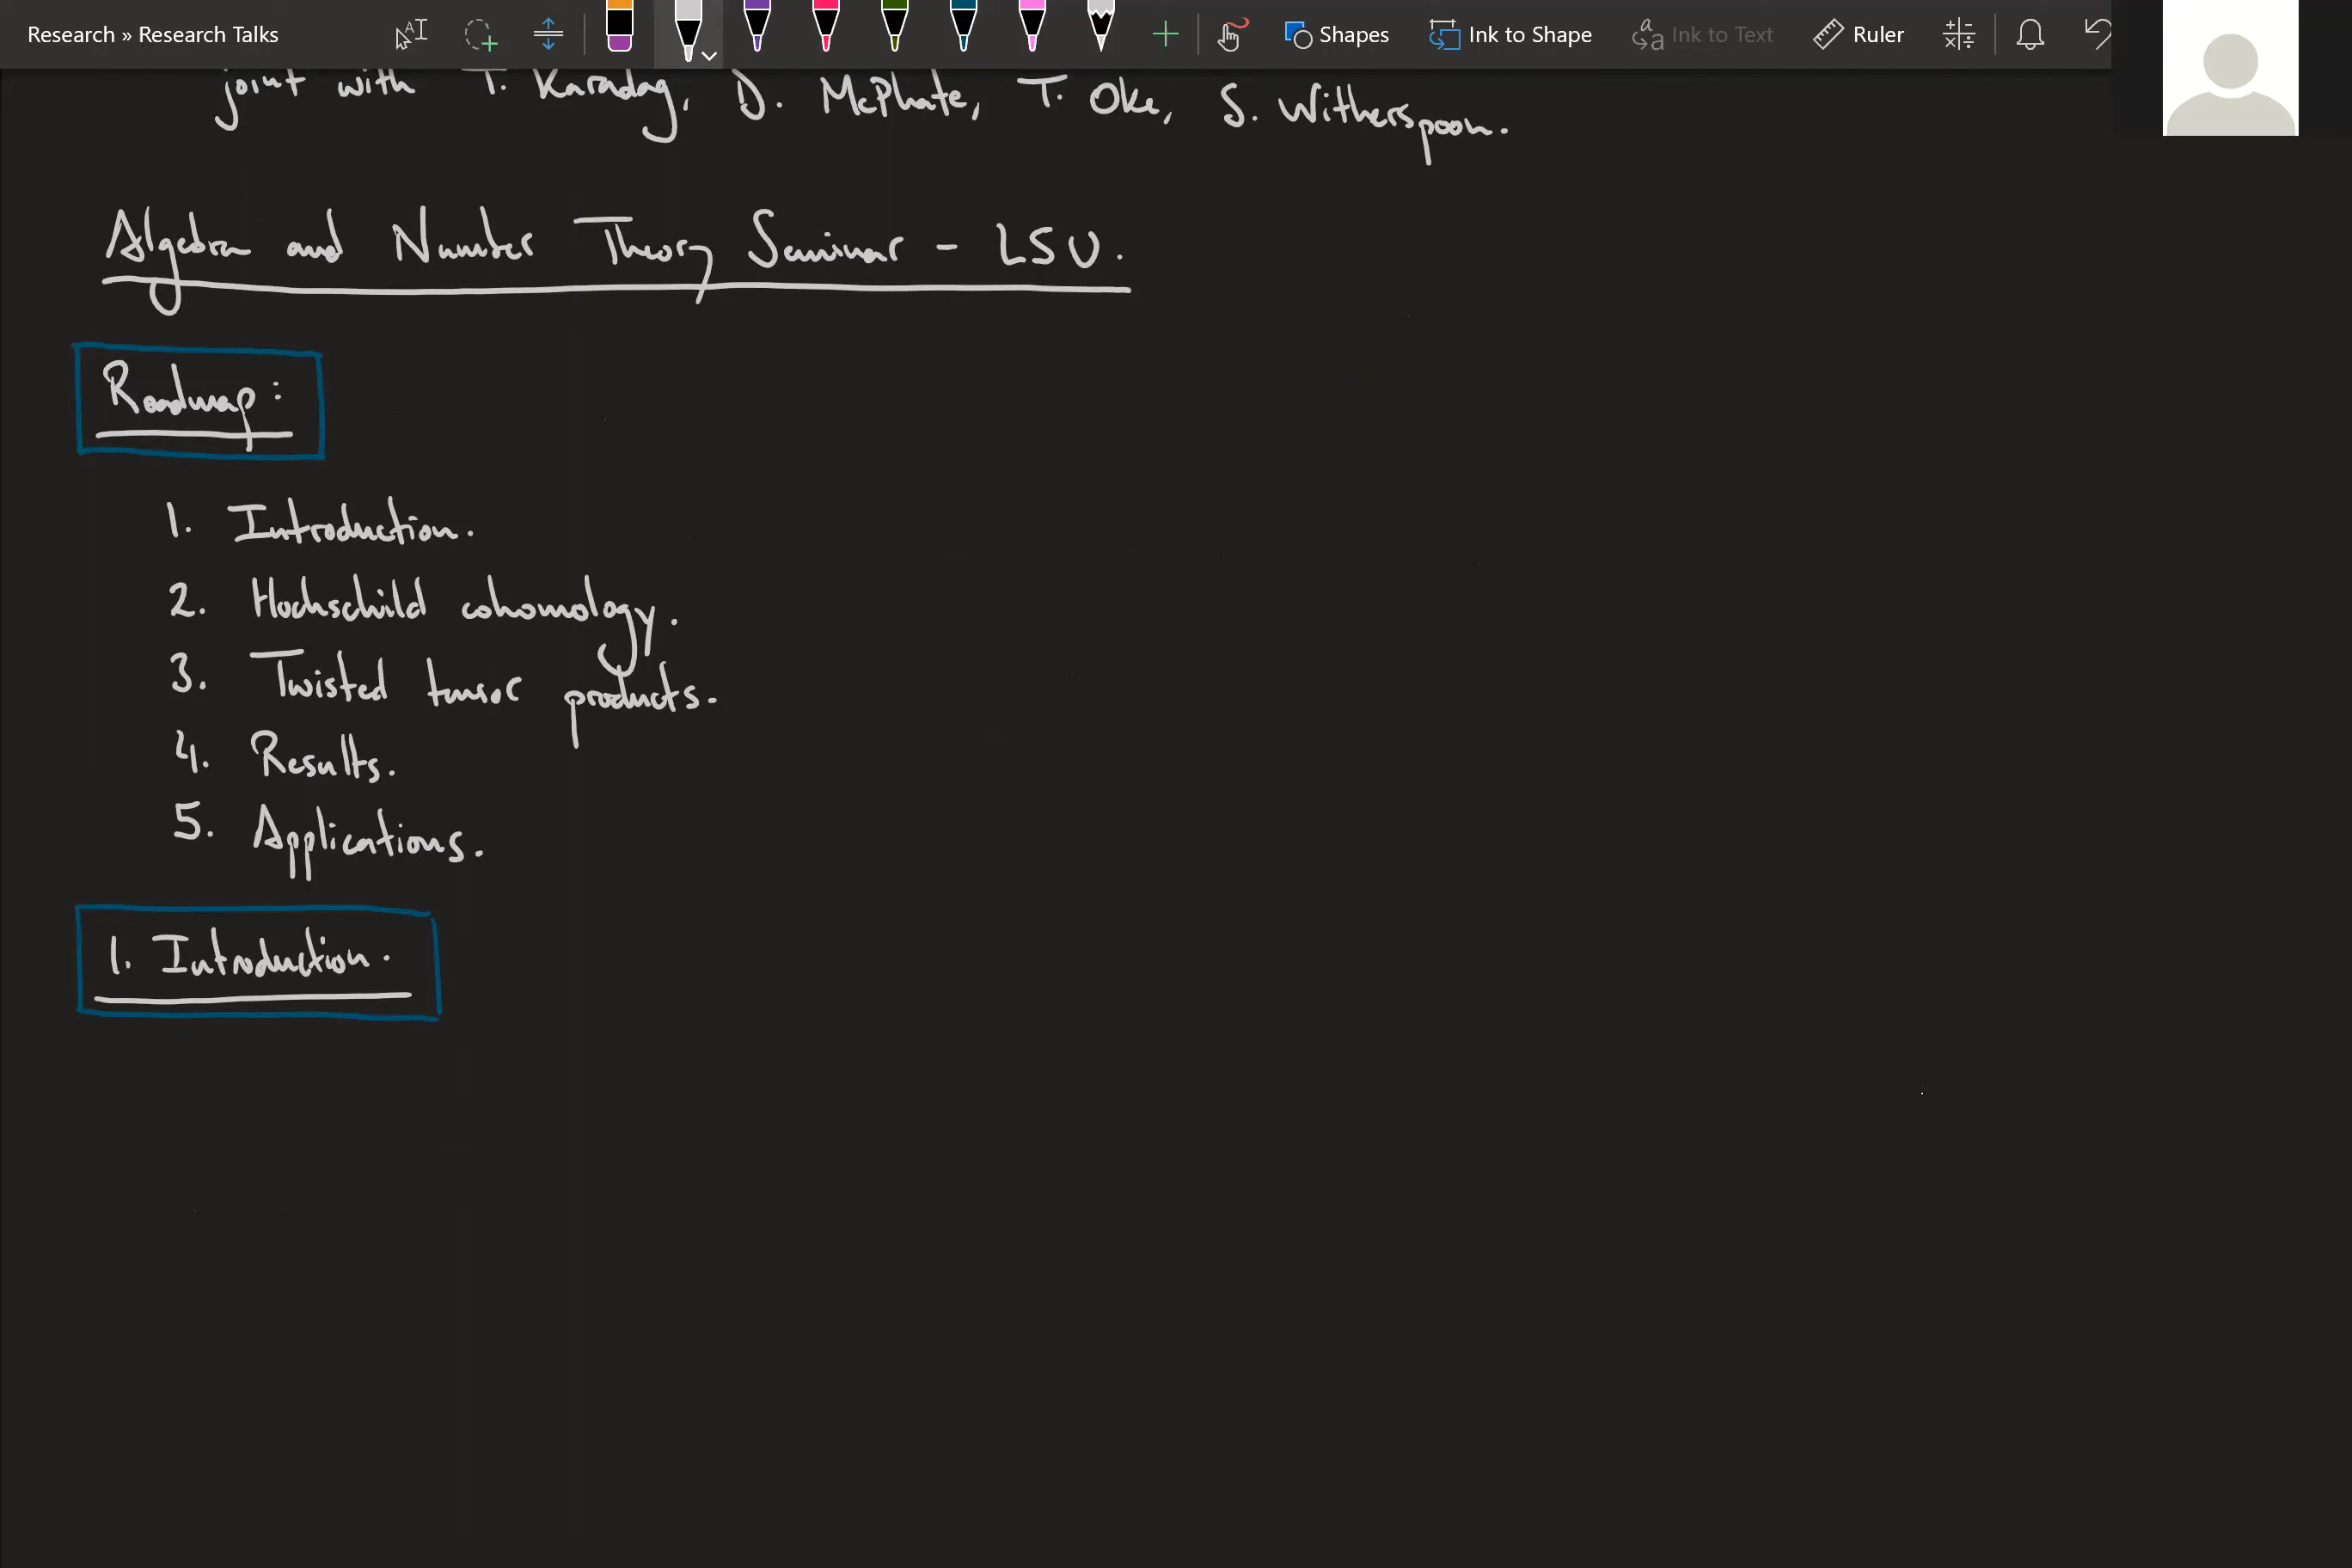 Research » Research Talks
Shapes
Ink to Shape
Ink to Text
Ruler
joint with T. Karadag, D. McPhate, T. Oke, S. Witherspoon.
Algebra and Number Theory Seminar - LSU.
Roadmap:
1. Introduction.
2. Hochschild cohomology.
3. Twisted tensor products.
4. Results.
5. Applications.
1. Introduction.